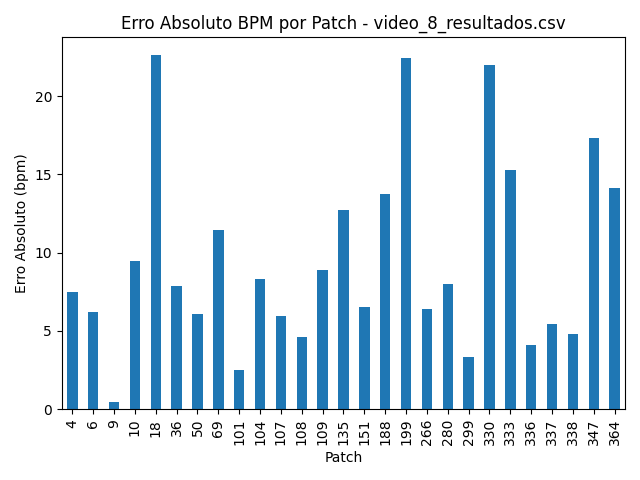 Erro Absoluto BPM por Patch - video_8_resultados.csv
Erro Absoluto (bpm)
20
15
10
5
0
4 6 9 10 18 36 50 69 101 104 107 108 109 135 151 188 199 266 280 299 330 333 336 337 338 347 364
Patch